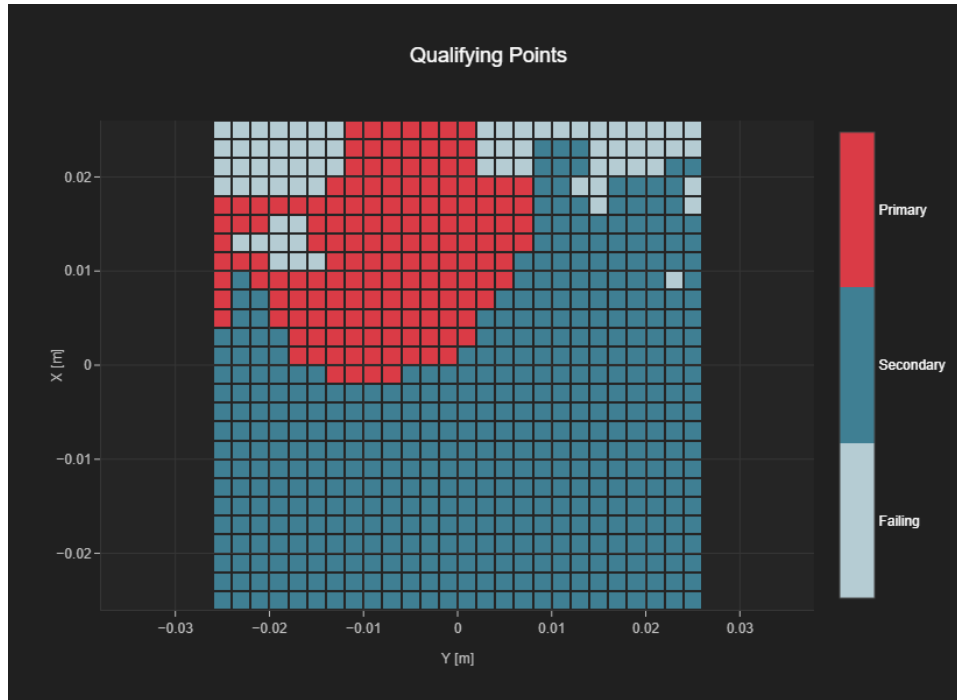 Qualifying Points
0.02
0.01
0
−0.01
−0.02
X [m]
−0.03
−0.02
−0.01
0
0.01
0.02
0.03
Y [m]
Primary
Secondary
Failing